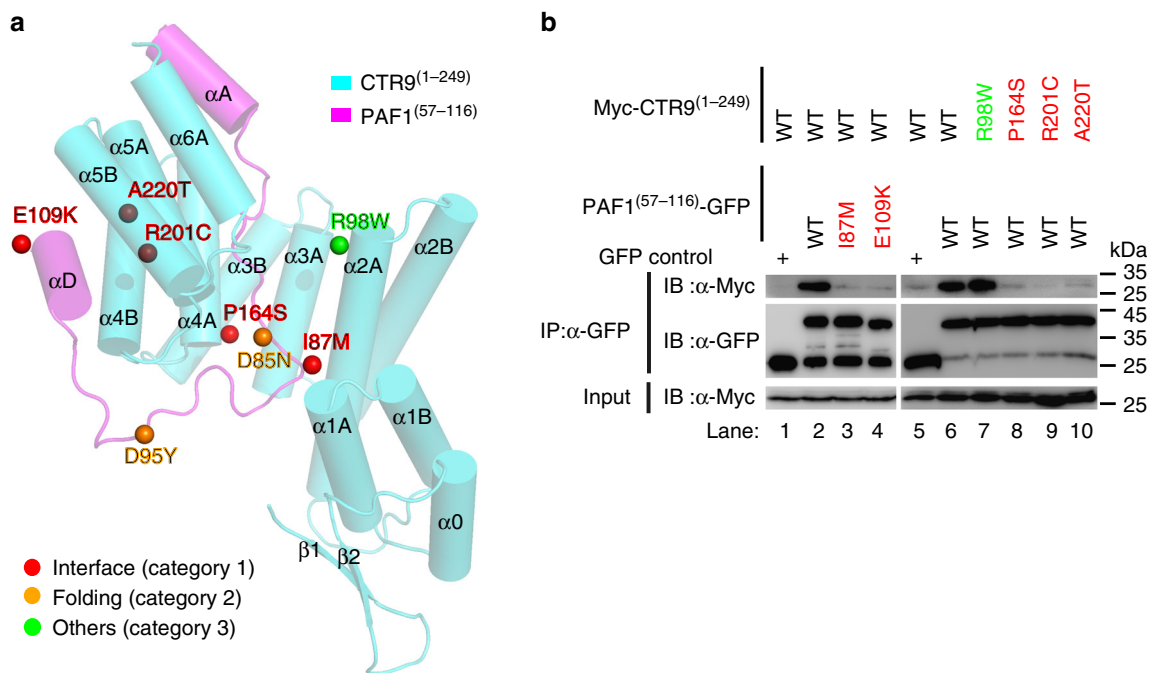 a
CTR9(1–249)
PAF1(57–116)
αA
α6A
α5A
α5B
A220T
E109K
R201C
R98W
α2B
αD
α3B
α3A
α2A
α4B
α4A
P164S
D85N
I87M
α1A
α1B
D95Y
α0
β1
β2
Interface (category 1)
Folding (category 2)
Others (category 3)
b
Myc-CTR9(1–249) WT WT WT WT WT WT R98W P164S R201C A220T
PAF1(57–116)-GFP WT I87M E109K WT WT WT WT WT
GFP control + +
kDa
IP:α-GFP
IB :α-Myc 35 25
IB :α-GFP 45 35 25
Input IB :α-Myc 25
Lane: 1 2 3 4 5 6 7 8 9 10